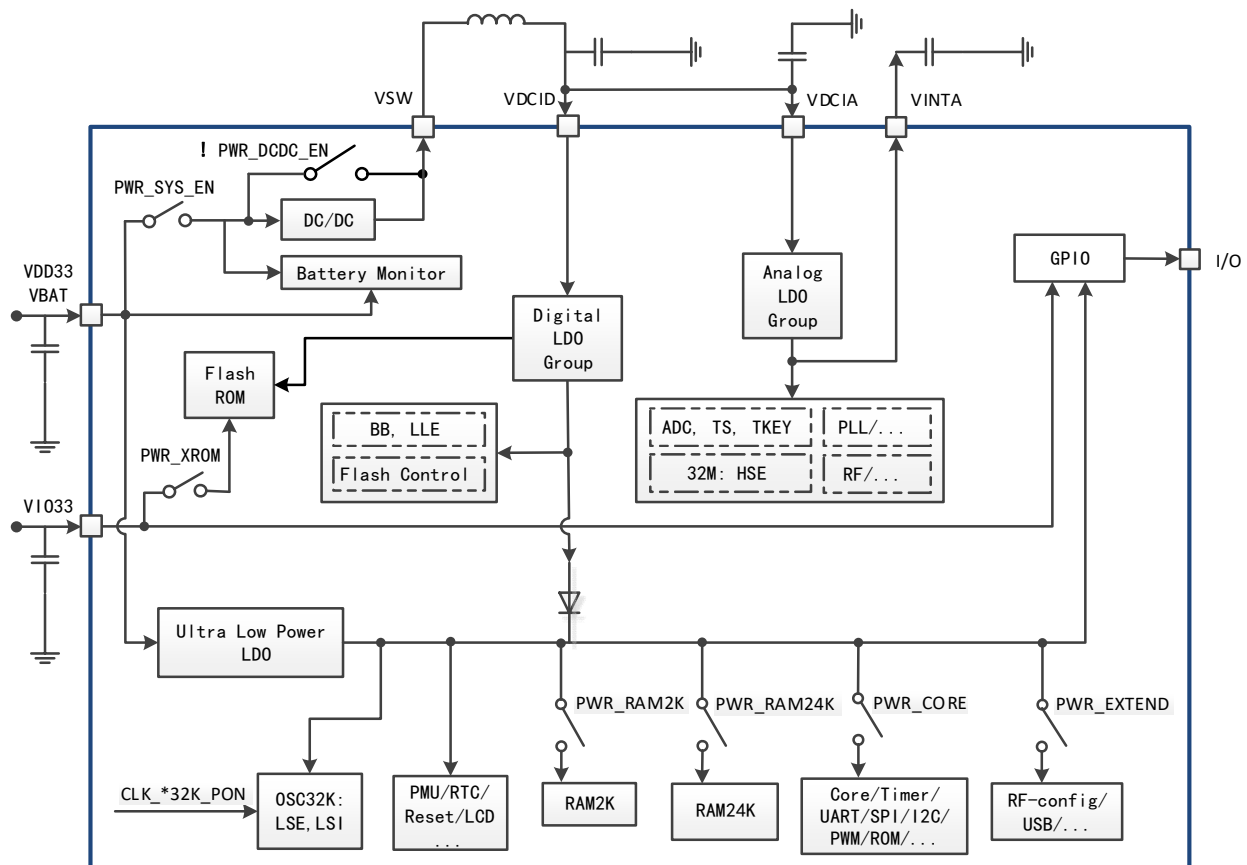 VSW
VDCID
VDCIA
VINTA
! PWR_DCDC_EN
PWR_SYS_EN
DC/DC
Battery Monitor
VDD33
VBAT
GPIO
I/O
Analog
LDO
Group
Digital
LDO
Group
Flash
ROM
BB, LLE
Flash Control
ADC, TS, TKEY
PLL/...
32M: HSE
RF/...
PWR_XROM
VIO33
Ultra Low Power
LDO
PWR_RAM2K
PWR_RAM24K
PWR_CORE
PWR_EXTEND
CLK_*32K_PON
OSC32K:
LSE, LSI
PMU/RTC/
Reset/LCD
...
RAM2K
RAM24K
Core/Timer/
UART/SPI/I2C/
PWM/ROM/...
RF-config/
USB/...